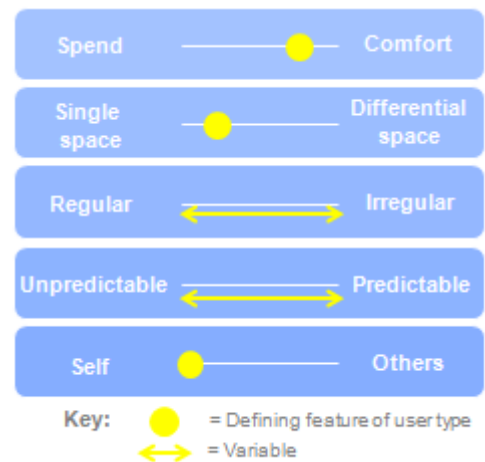 Spend Comfort
Single space Differential space
Regular Irregular
Unpredictable Predictable
Self Others
Key: = Defining feature of user type
= Variable